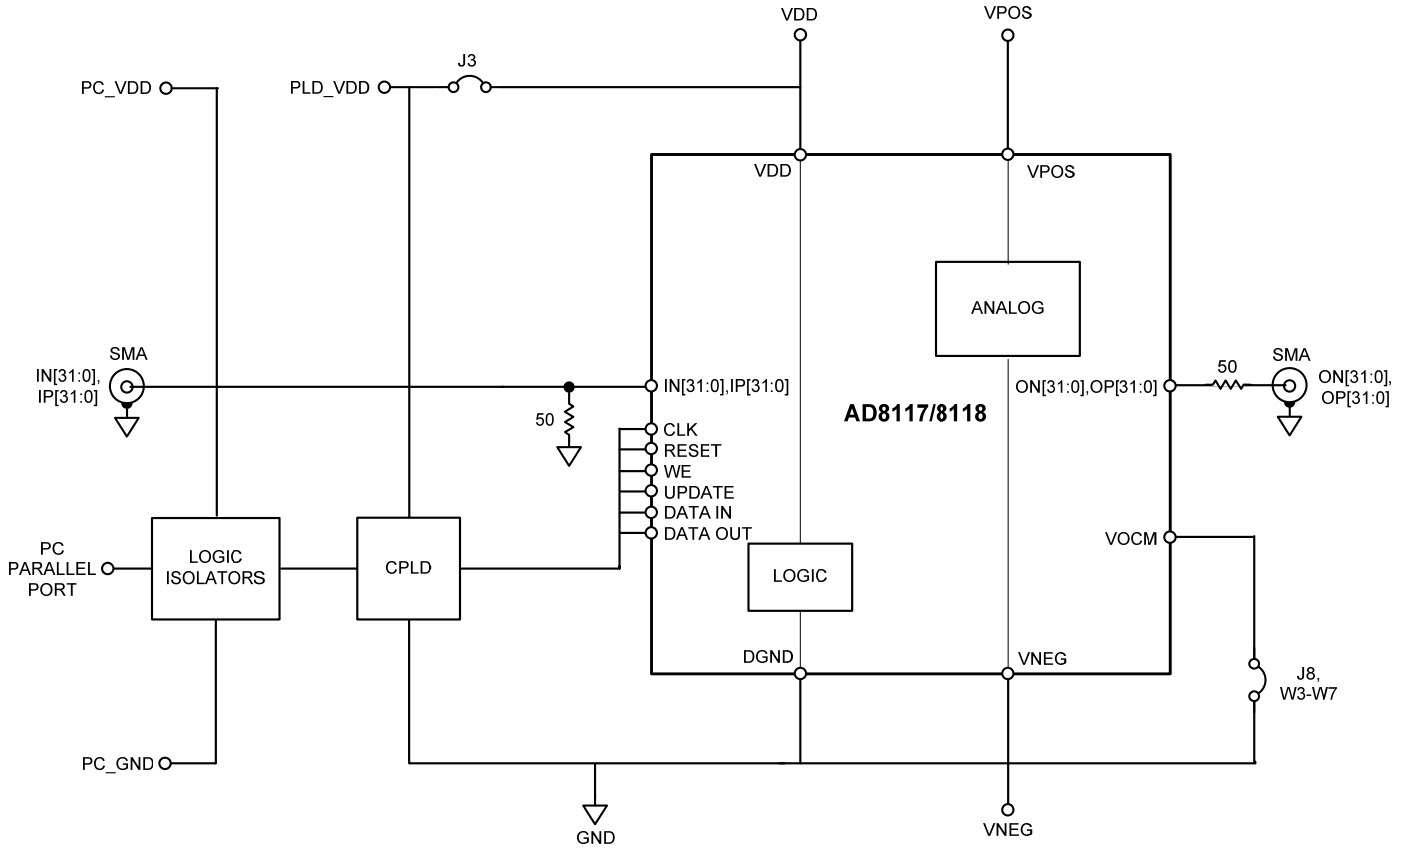 VDD
VPOS
J3
PC_VDD
PLD_VDD
VDD
VPOS
ANALOG
SMA
IN[31:0],
IP[31:0]
50
IN[31:0],IP[31:0]
ON[31:0],OP[31:0]
50
SMA
ON[31:0],
OP[31:0]
AD8117/8118
CLK
RESET
WE
UPDATE
DATA IN
DATA OUT
VOCM
PC
PARALLEL
PORT
LOGIC
ISOLATORS
CPLD
LOGIC
DGND
VNEG
J8,
W3-W7
PC_GND
GND
VNEG